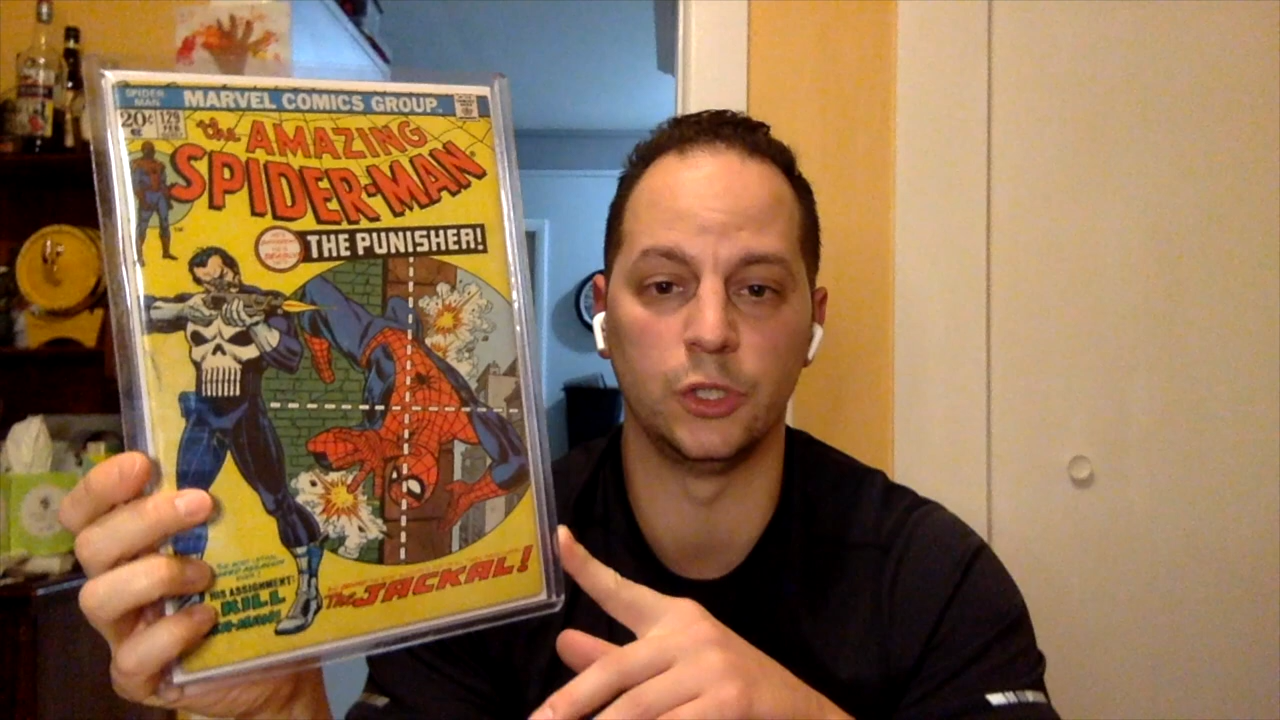 SPIDER-
MAN
MARVEL COMICS GROUP
20¢
129
FEB
the AMAZING
SPIDER-MAN
THE PUNISHER!
HIS ASSIGNMENT:
KILL
The JACKAL!